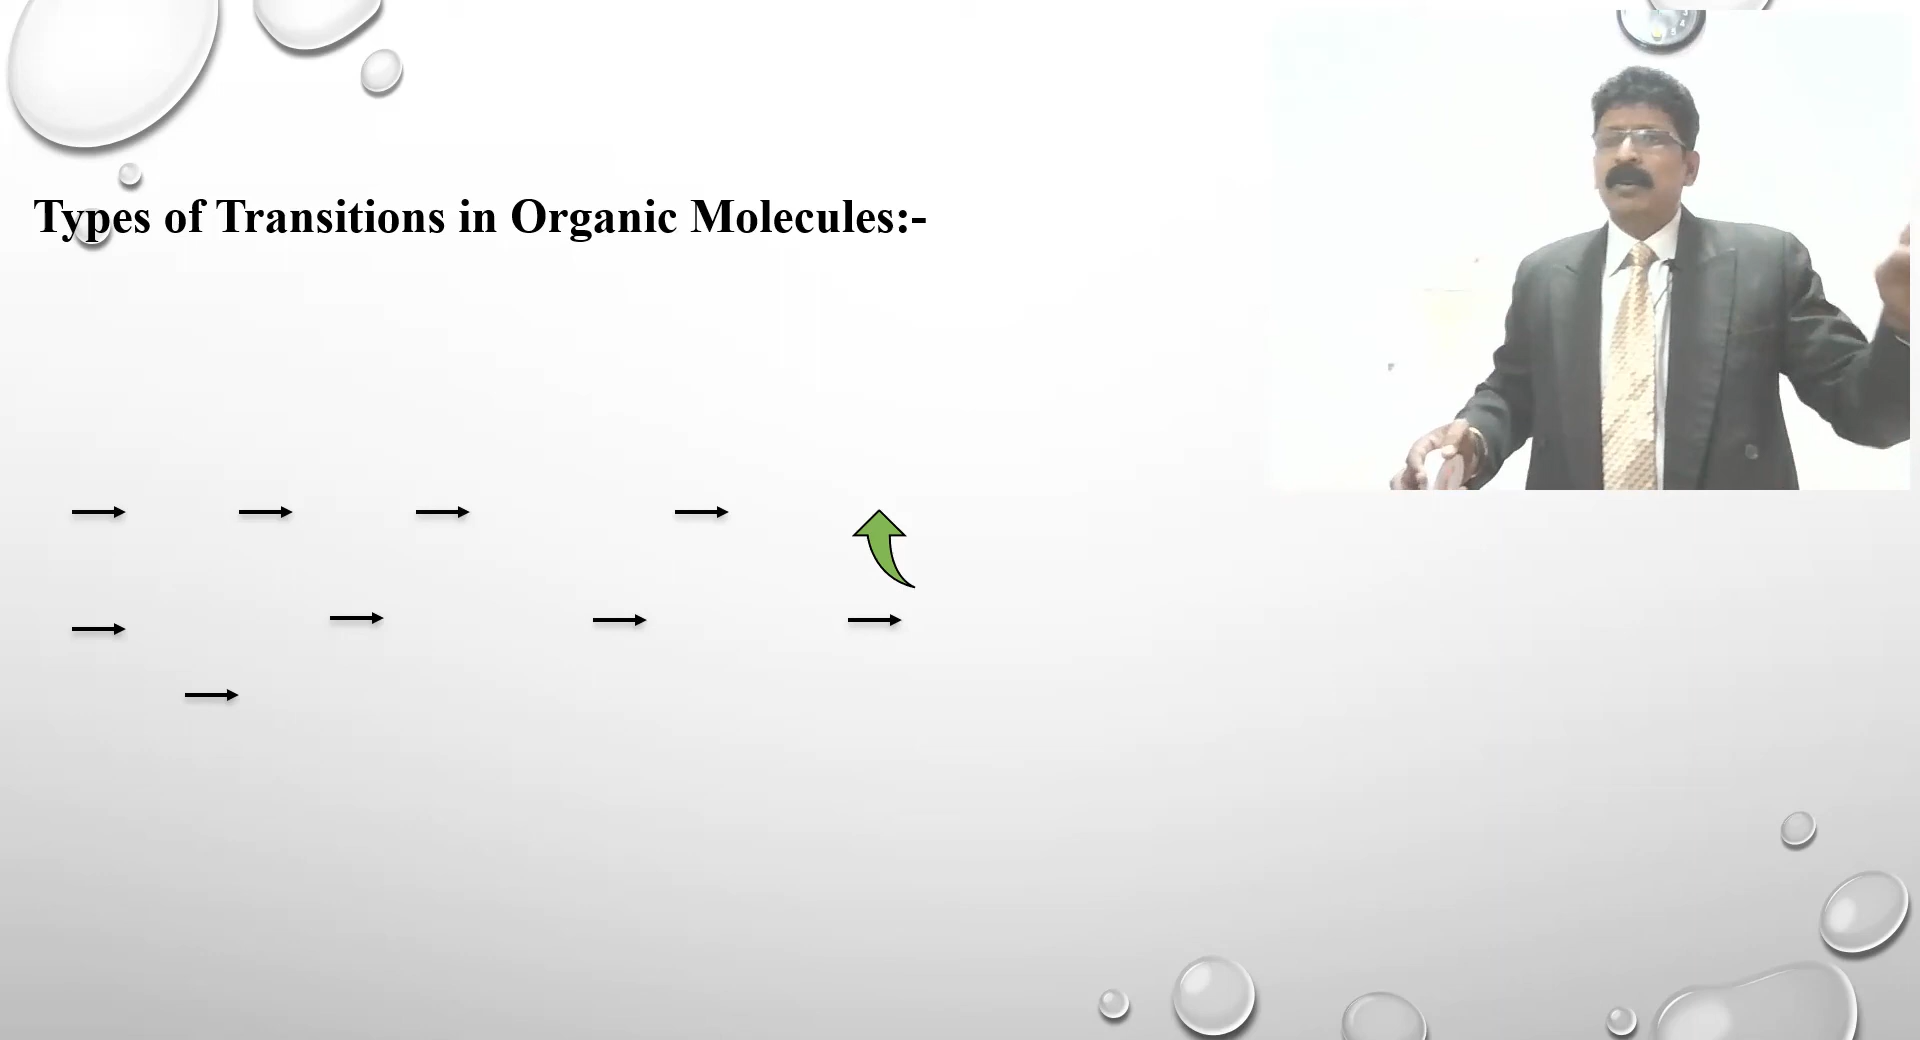 Types of Transitions in Organic Molecules:-